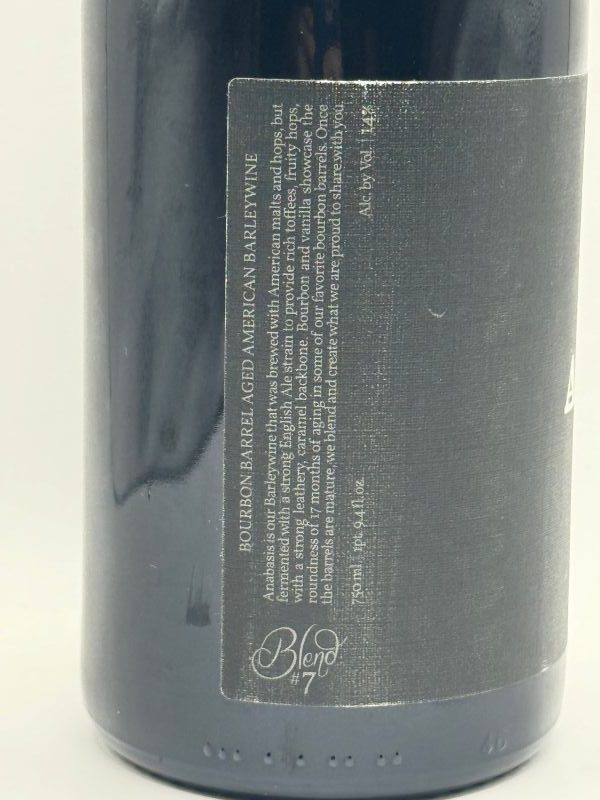 BOURBON BARREL AGED AMERICAN BARLEYWINE
Anabasis is our Barleywine that was brewed with American malts and hops, but
fermented with a strong English Ale strain to provide rich toffees, fruity hops,
with a strong leathery, caramel backbone. Bourbon and vanilla showcase the
roundness of 17 months of aging in some of our favorite bourbon barrels. Once
the barrels are mature, we blend and create what we are proud to share with you.
750 ml | 1pt. 9.4 fl. oz.
Alc. by Vol. | 14%
Blend
#7